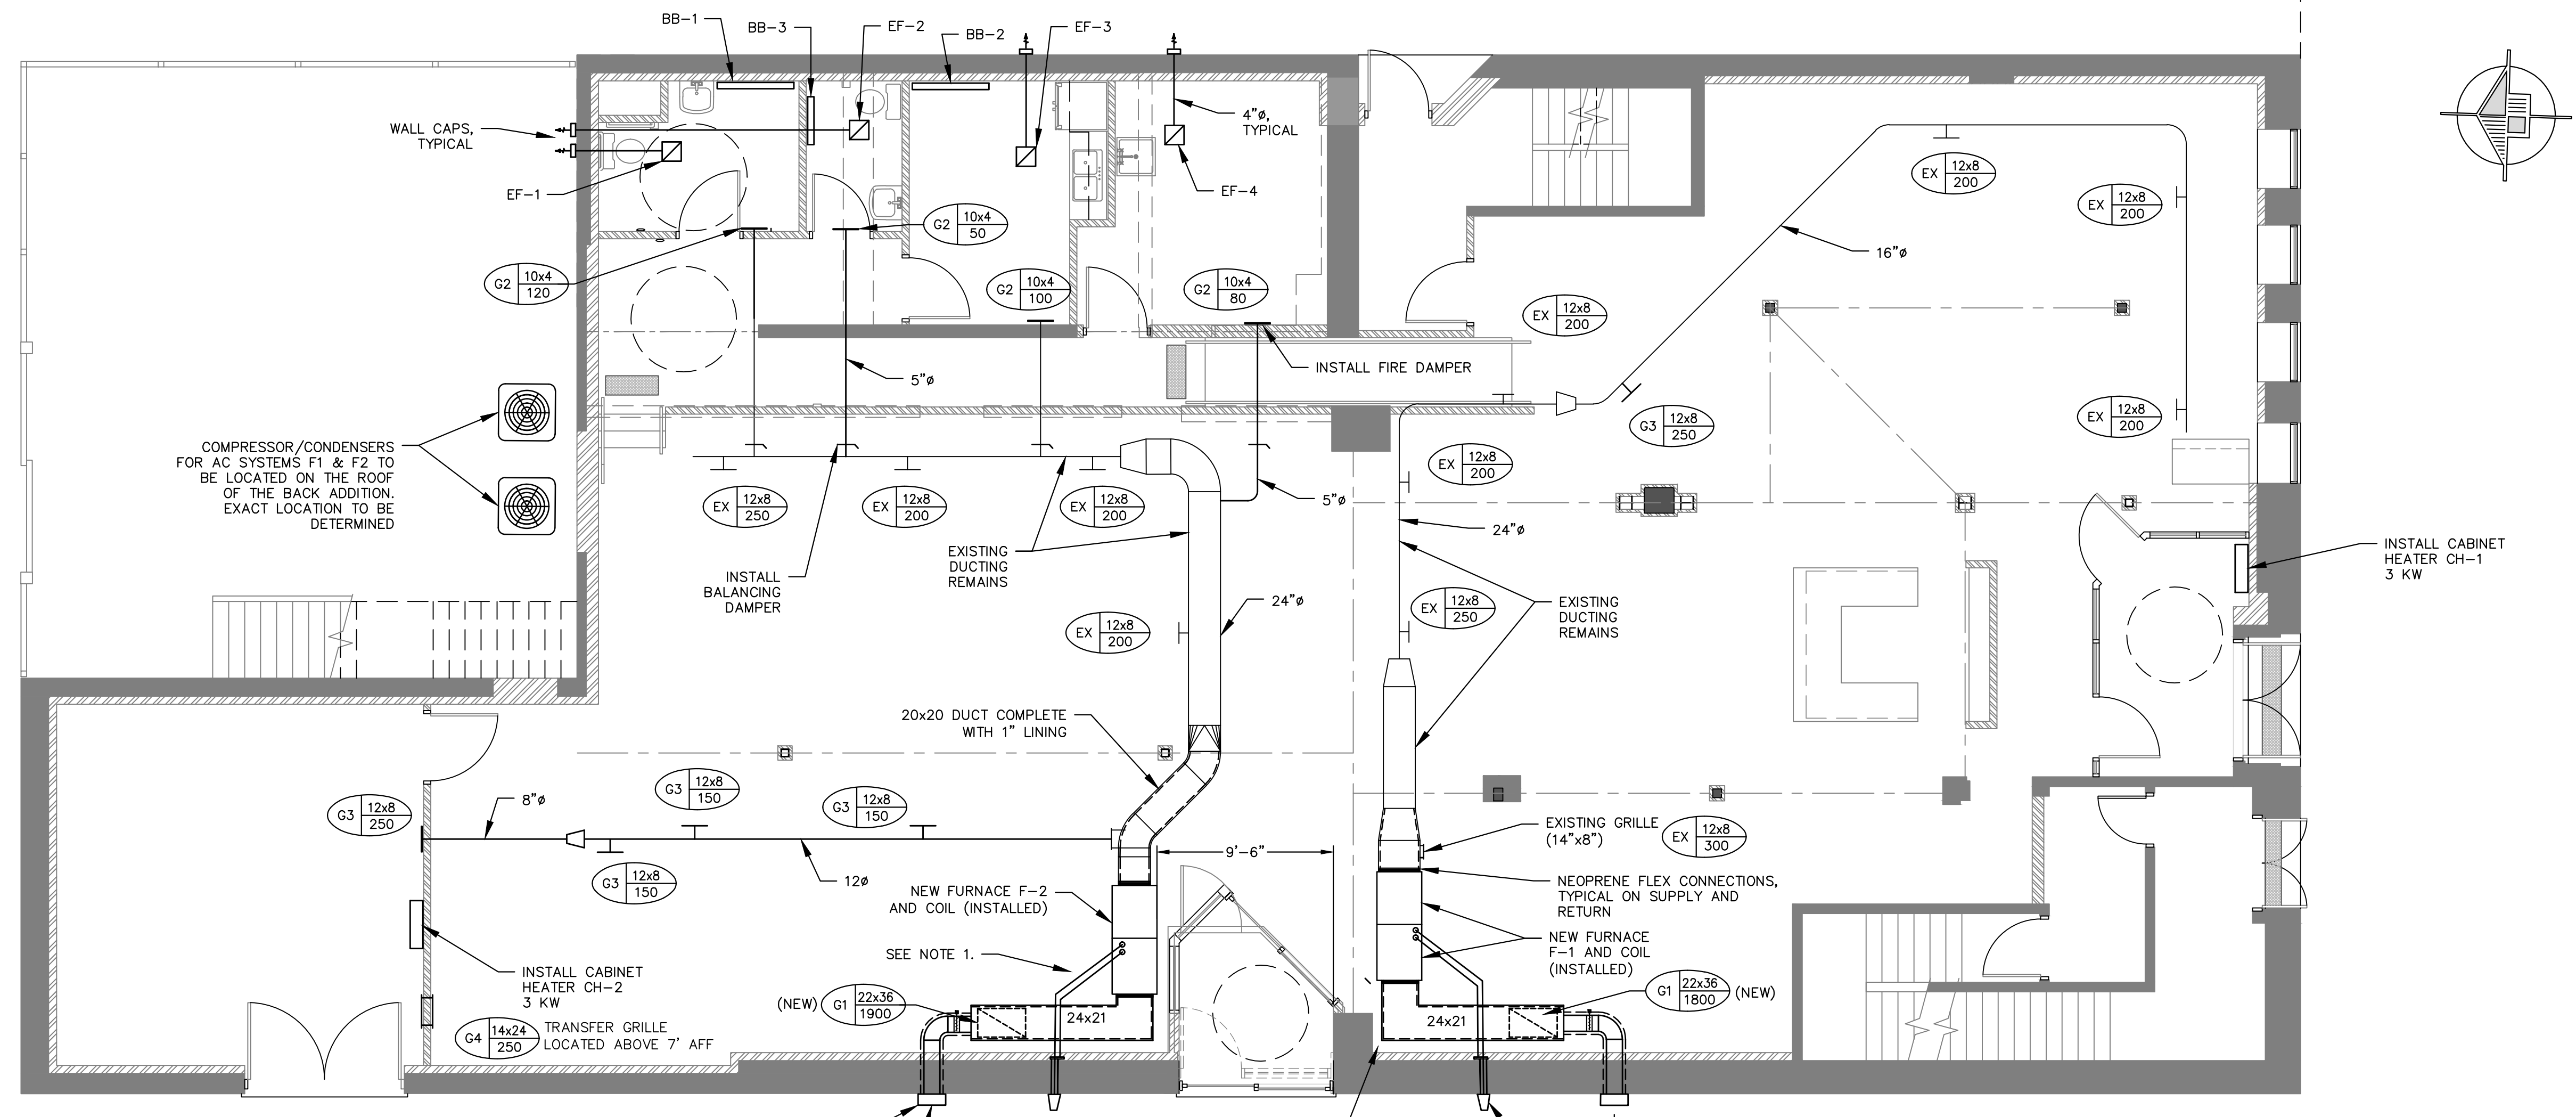 BB-1
BB-3
EF-2
BB-2
EF-3
WALL CAPS,
TYPICAL
4"ø,
TYPICAL
EF-1
EF-4
EX 12x8 200
EX 12x8 200
G2 10x4 50
16"ø
G2 10x4 120
G2 10x4 100
G2 10x4 80
EX 12x8 200
INSTALL FIRE DAMPER
5"ø
EX 12x8 200
G3 12x8 250
COMPRESSOR/CONDENSERS
FOR AC SYSTEMS F1 & F2 TO
BE LOCATED ON THE ROOF
OF THE BACK ADDITION.
EXACT LOCATION TO BE
DETERMINED
EX 12x8 200
EX 12x8 250
EX 12x8 200
EX 12x8 200
5"ø
24"ø
EXISTING
DUCTING
REMAINS
INSTALL
BALANCING
DAMPER
INSTALL CABINET
HEATER CH-1
3 KW
24"ø
EX 12x8 250
EXISTING
DUCTING
REMAINS
EX 12x8 200
20x20 DUCT COMPLETE
WITH 1" LINING
G3 12x8 150
8"ø
G3 12x8 250
G3 12x8 150
EXISTING GRILLE
(14"x8")
EX 12x8 300
9'-6"
G3 12x8 150
12ø
NEW FURNACE F-2
AND COIL (INSTALLED)
NEOPRENE FLEX CONNECTIONS,
TYPICAL ON SUPPLY AND
RETURN
SEE NOTE 1.
NEW FURNACE
F-1 AND COIL
(INSTALLED)
INSTALL CABINET
HEATER CH-2
3 KW
(NEW) G1 22x36 1900
G1 22x36 1800 (NEW)
24x21
24x21
G4 14x24 250 TRANSFER GRILLE
LOCATED ABOVE 7' AFF